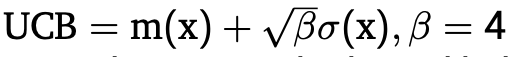 UCB = m(x) + √βσ(x), β = 4